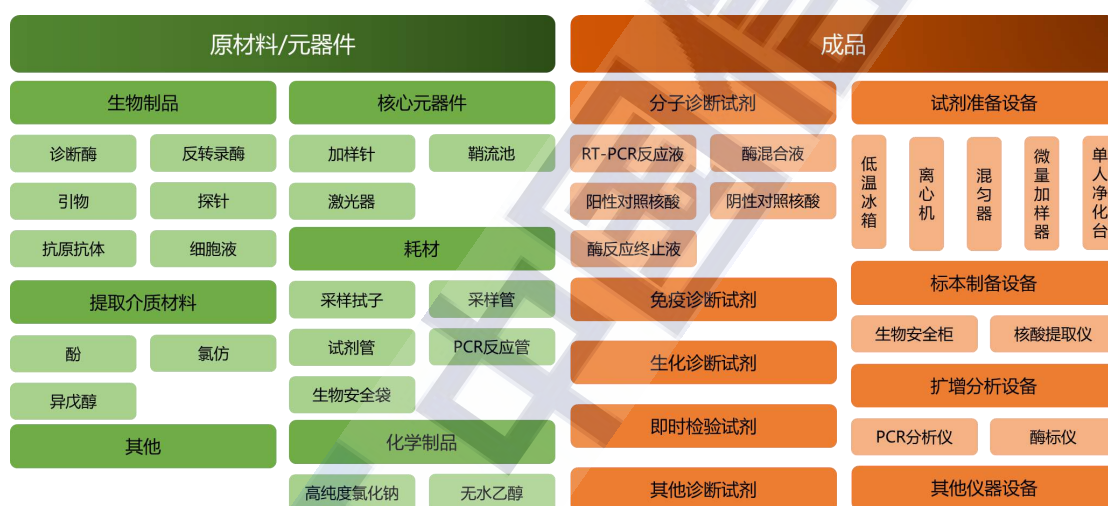 原材料/元器件
生物制品
诊断酶 反转录酶
引物 探针
抗原抗体 细胞液
提取介质材料
酚 氯仿
异戊醇
其他
核心元器件
加样针 鞘流池
激光器
耗材
采样拭子 采样管
试剂管 PCR反应管
生物安全袋
化学制品
高纯度氯化钠 无水乙醇
成品
分子诊断试剂
RT-PCR反应液 酶混合液
阳性对照核酸 阴性对照核酸
酶反应终止液
免疫诊断试剂
生化诊断试剂
即时检验试剂
其他诊断试剂
试剂准备设备
低温冰箱
离心机
混匀器
微量加样器
单人净化台
标本制备设备
生物安全柜 核酸提取仪
扩增分析设备
PCR分析仪 酶标仪
其他仪器设备